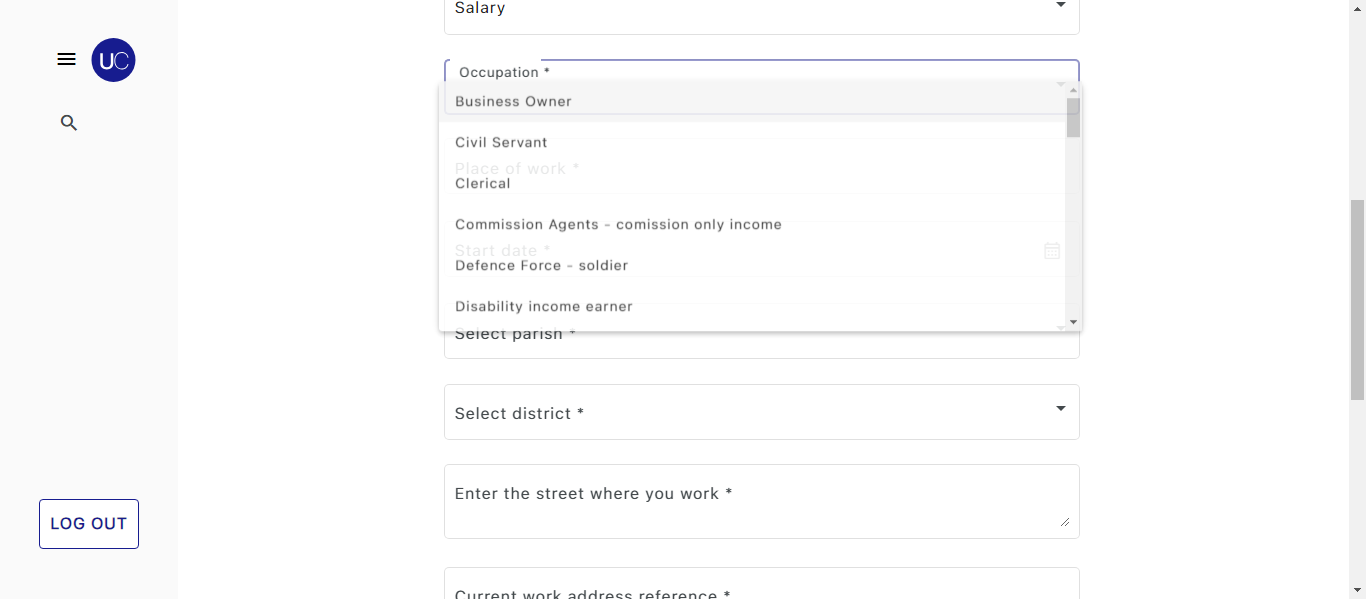 UC
LOG OUT
Salary
Occupation *
Business Owner
Civil Servant
Place of work *
Clerical
Commission Agents - comission only income
Start date *
Defence Force - soldier
Disability income earner
Select parish *
Select district *
Enter the street where you work *
Current work address reference *